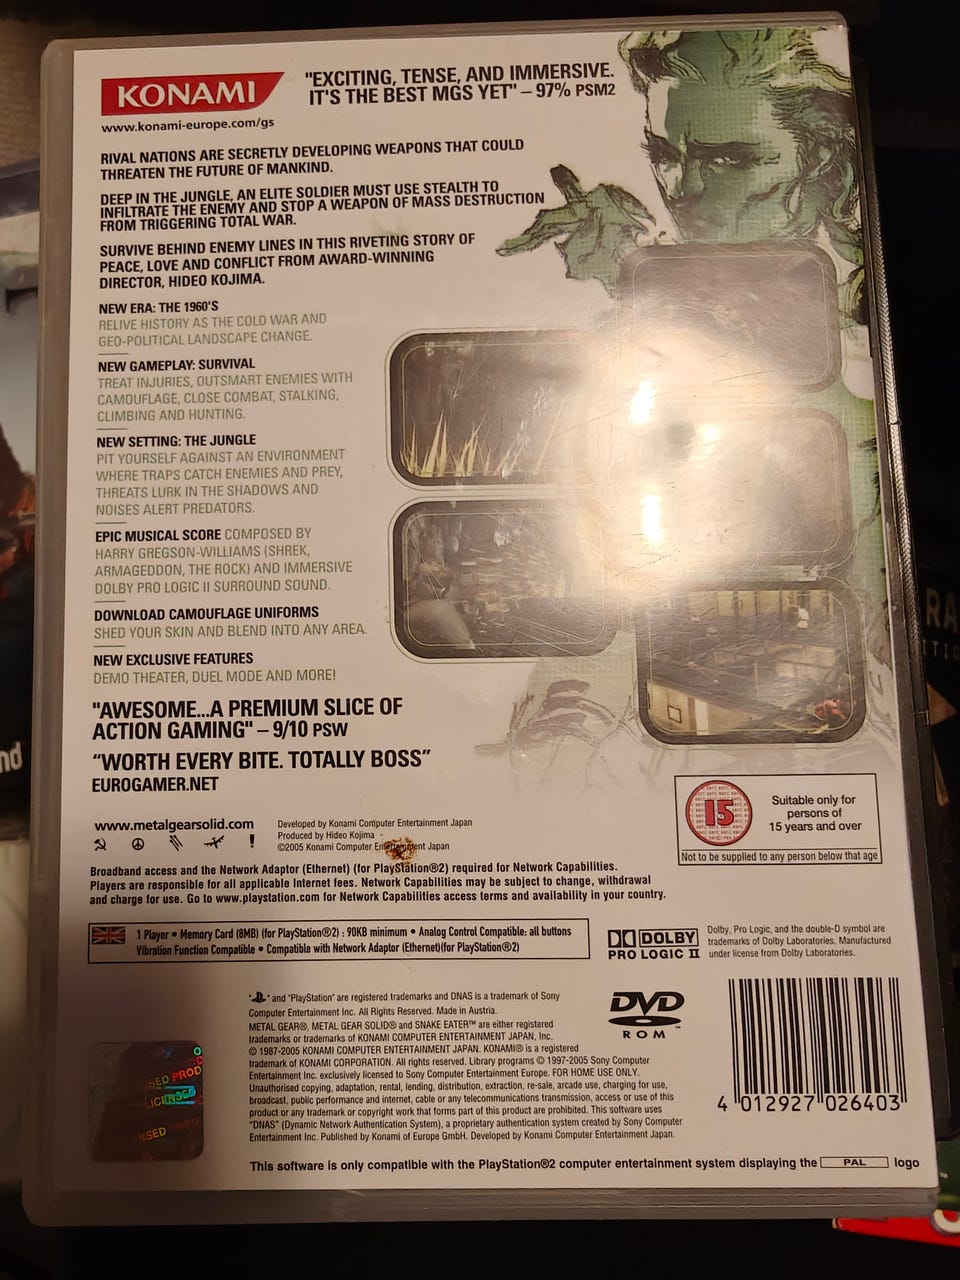 KONAMI
www.konami-europe.com/gs
"EXCITING, TENSE, AND IMMERSIVE.
IT'S THE BEST MGS YET" – 97% PSM2
RIVAL NATIONS ARE SECRETLY DEVELOPING WEAPONS THAT COULD
THREATEN THE FUTURE OF MANKIND.
DEEP IN THE JUNGLE, AN ELITE SOLDIER MUST USE STEALTH TO
INFILTRATE THE ENEMY AND STOP A WEAPON OF MASS DESTRUCTION
FROM TRIGGERING TOTAL WAR.
SURVIVE BEHIND ENEMY LINES IN THIS RIVETING STORY OF
PEACE, LOVE AND CONFLICT FROM AWARD-WINNING
DIRECTOR, HIDEO KOJIMA.
NEW ERA: THE 1960'S
RELIVE HISTORY AS THE COLD WAR AND
GEO-POLITICAL LANDSCAPE CHANGE.
NEW GAMEPLAY: SURVIVAL
TREAT INJURIES, OUTSMART ENEMIES WITH
CAMOUFLAGE, CLOSE COMBAT, STALKING,
CLIMBING AND HUNTING.
NEW SETTING: THE JUNGLE
PIT YOURSELF AGAINST AN ENVIRONMENT
WHERE TRAPS CATCH ENEMIES AND PREY,
THREATS LURK IN THE SHADOWS AND
NOISES ALERT PREDATORS.
EPIC MUSICAL SCORE COMPOSED BY
HARRY GREGSON-WILLIAMS (SHREK,
ARMAGEDDON, THE ROCK) AND IMMERSIVE
DOLBY PRO LOGIC II SURROUND SOUND.
DOWNLOAD CAMOUFLAGE UNIFORMS
SHED YOUR SKIN AND BLEND INTO ANY AREA.
NEW EXCLUSIVE FEATURES
DEMO THEATER, DUEL MODE AND MORE!
"AWESOME...A PREMIUM SLICE OF
ACTION GAMING" – 9/10 PSW
"WORTH EVERY BITE. TOTALLY BOSS"
EUROGAMER.NET
www.metalgearsolid.com
Developed by Konami Computer Entertainment Japan
Produced by Hideo Kojima
©2005 Konami Computer Entertainment Japan
15
Suitable only for
persons of
15 years and over
Not to be supplied to any person below that age
Broadband access and the Network Adaptor (Ethernet) (for PlayStation®2) required for Network Capabilities.
Players are responsible for all applicable Internet fees. Network Capabilities may be subject to change, withdrawal
and charge for use. Go to www.playstation.com for Network Capabilities access terms and availability in your country.
1 Player • Memory Card (8MB) (for PlayStation®2) : 90KB minimum • Analog Control Compatible: all buttons
Vibration Function Compatible • Compatible with Network Adaptor (Ethernet)(for PlayStation®2)
DOLBY
PRO LOGIC II
Dolby, Pro Logic, and the double-D symbol are
trademarks of Dolby Laboratories. Manufactured
under license from Dolby Laboratories.
" " and "PlayStation" are registered trademarks and DNAS is a trademark of Sony
Computer Entertainment Inc. All Rights Reserved. Made in Austria.
METAL GEAR®, METAL GEAR SOLID® and SNAKE EATER™ are either registered
trademarks or trademarks of KONAMI COMPUTER ENTERTAINMENT JAPAN, Inc.
© 1987-2005 KONAMI COMPUTER ENTERTAINMENT JAPAN. KONAMI® is a registered
trademark of KONAMI CORPORATION. All rights reserved. Library programs © 1997-2005 Sony Computer
Entertainment Inc. exclusively licensed to Sony Computer Entertainment Europe. FOR HOME USE ONLY.
Unauthorised copying, adaptation, rental, lending, distribution, extraction, re-sale, arcade use, charging for use,
broadcast, public performance and internet, cable or any telecommunications transmission, access or use of this
product or any trademark or copyright work that forms part of this product are prohibited. This software uses
"DNAS" (Dynamic Network Authentication System), a proprietary authentication system created by Sony Computer
Entertainment Inc. Published by Konami of Europe GmbH. Developed by Konami Computer Entertainment Japan.
DVD
ROM
4 012927 026403
SED PROD
LICENSED
This software is only compatible with the PlayStation®2 computer entertainment system displaying the PAL logo
nd
RA